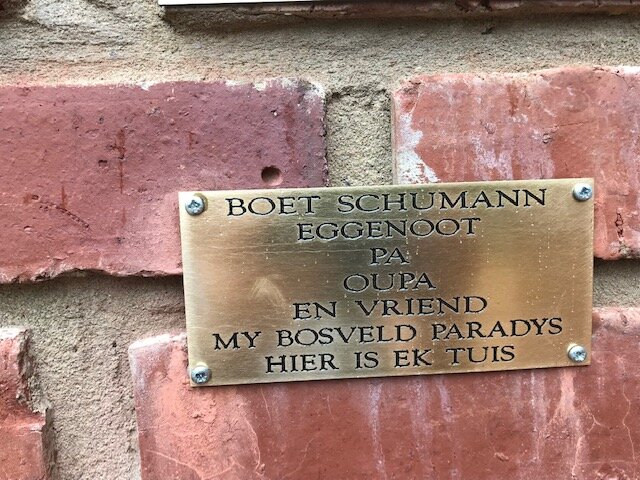 BOET SCHUMANN
EGGENOOT
PA
OUPA
EN VRIEND
MY BOSVELD PARADYS
HIER IS EK TUIS